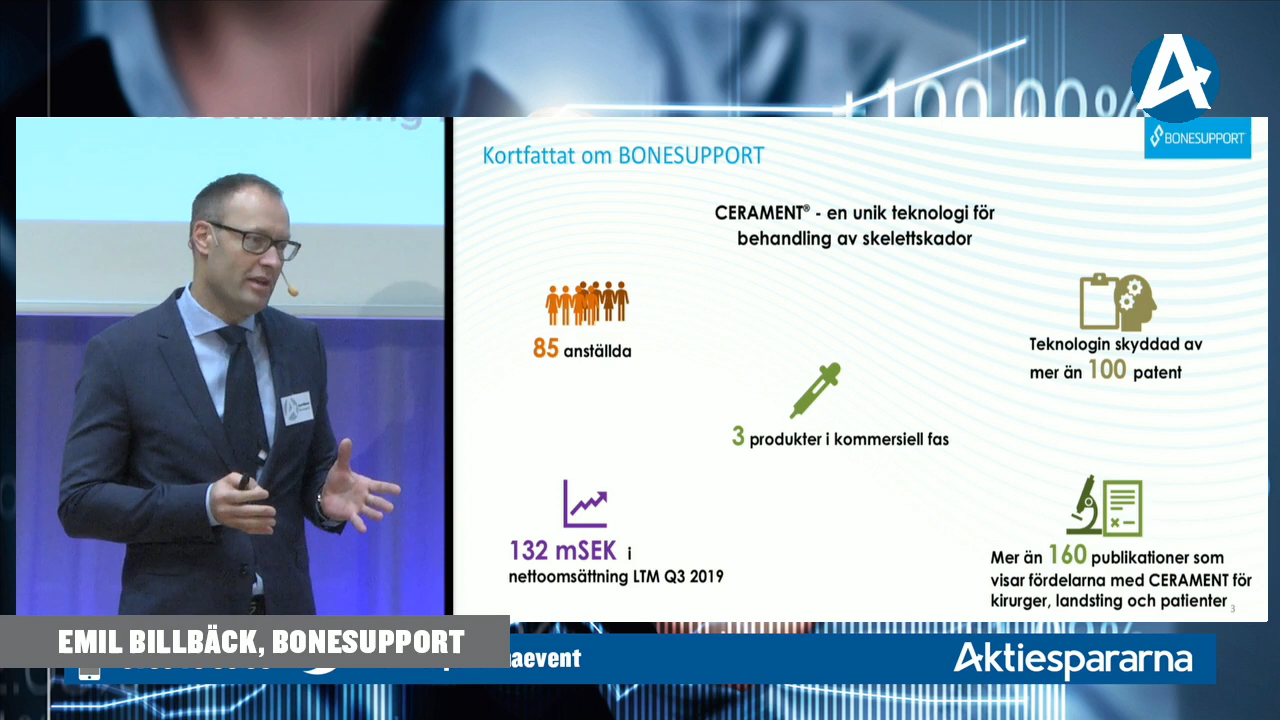 +100.00%
BONESUPPORT
Kortfattat om BONESUPPORT
CERAMENT® - en unik teknologi för
behandling av skelettskador
85 anställda
Teknologin skyddad av
mer än 100 patent
3 produkter i kommersiell fas
132 mSEK i
nettoomsättning LTM Q3 2019
Mer än 160 publikationer som
visar fördelarna med CERAMENT för
kirurger, landsting och patienter
3
EMIL BILLBÄCK, BONESUPPORT
Aktiespararna